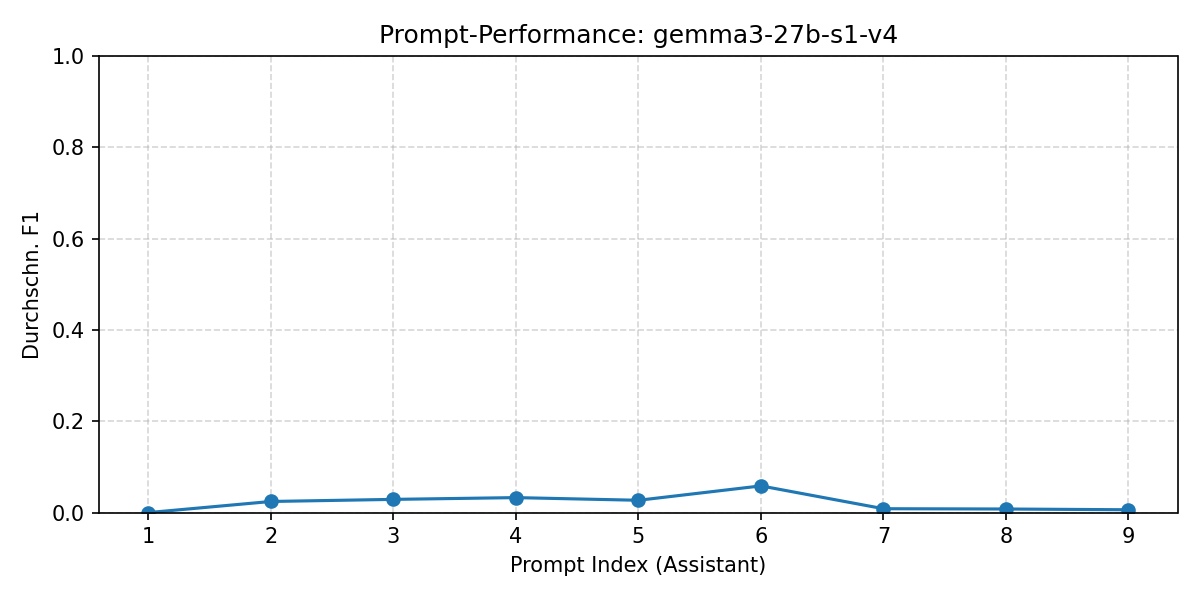 Prompt-Performance: gemma3-27b-s1-v4
1.0
0.8
0.6
0.4
0.2
0.0
Durchschn. F1
1 2 3 4 5 6 7 8 9
Prompt Index (Assistant)